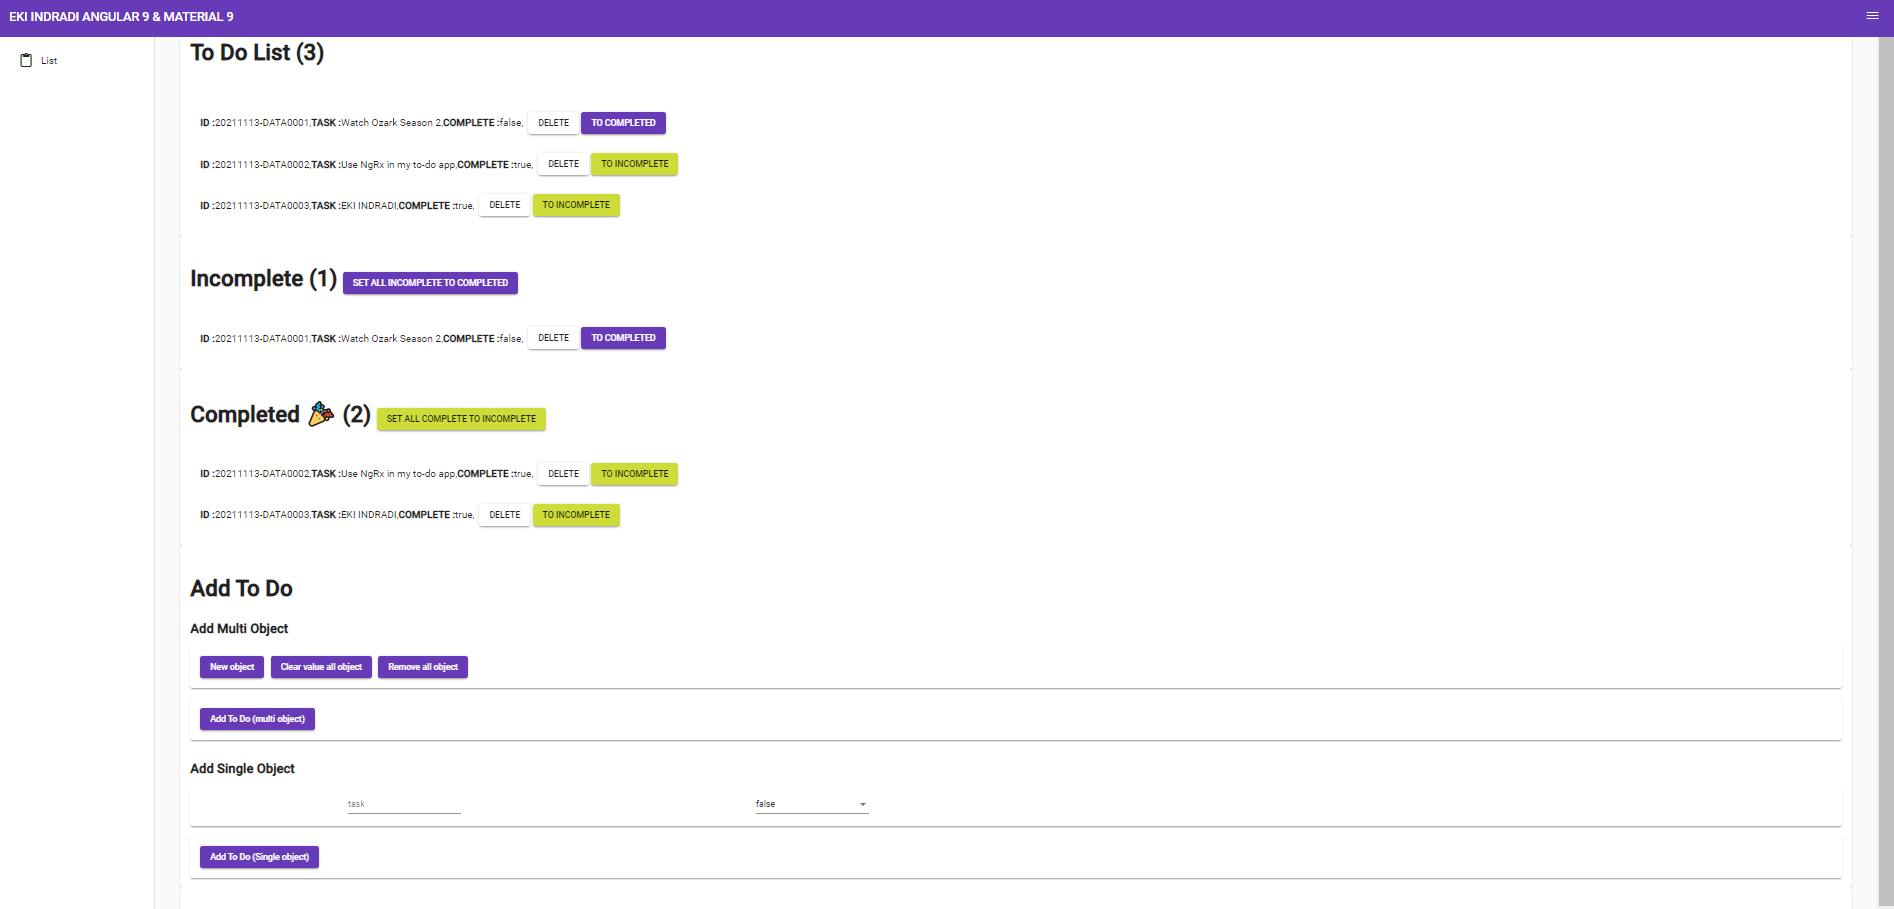 EKI INDRADI ANGULAR 9 & MATERIAL 9
List
To Do List (3)
ID :20211113-DATA0001,TASK :Watch Ozark Season 2,COMPLETE :false, DELETE TO COMPLETED
ID :20211113-DATA0002,TASK :Use NgRx in my to-do app,COMPLETE :true, DELETE TO INCOMPLETE
ID :20211113-DATA0003,TASK :EKI INDRADI,COMPLETE :true, DELETE TO INCOMPLETE
Incomplete (1) SET ALL INCOMPLETE TO COMPLETED
ID :20211113-DATA0001,TASK :Watch Ozark Season 2,COMPLETE :false, DELETE TO COMPLETED
Completed 🎉 (2) SET ALL COMPLETE TO INCOMPLETE
ID :20211113-DATA0002,TASK :Use NgRx in my to-do app,COMPLETE :true, DELETE TO INCOMPLETE
ID :20211113-DATA0003,TASK :EKI INDRADI,COMPLETE :true, DELETE TO INCOMPLETE
Add To Do
Add Multi Object
New object Clear value all object Remove all object
Add To Do (multi object)
Add Single Object
task false
Add To Do (Single object)